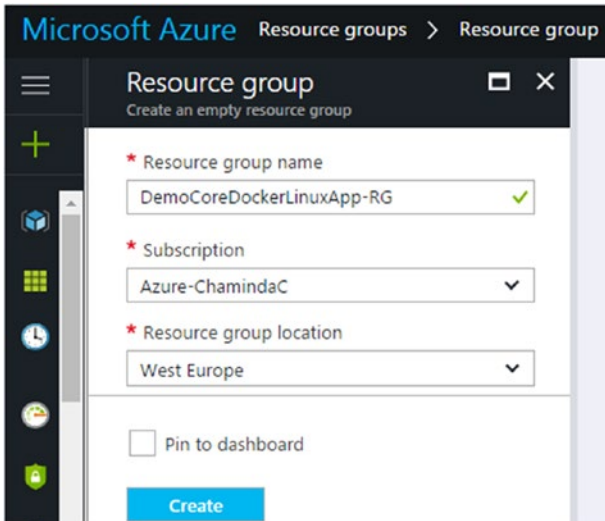 Microsoft Azure Resource groups > Resource group
Resource group
Create an empty resource group
* Resource group name
DemoCoreDockerLinuxApp-RG
* Subscription
Azure-ChamindaC
* Resource group location
West Europe
Pin to dashboard
Create